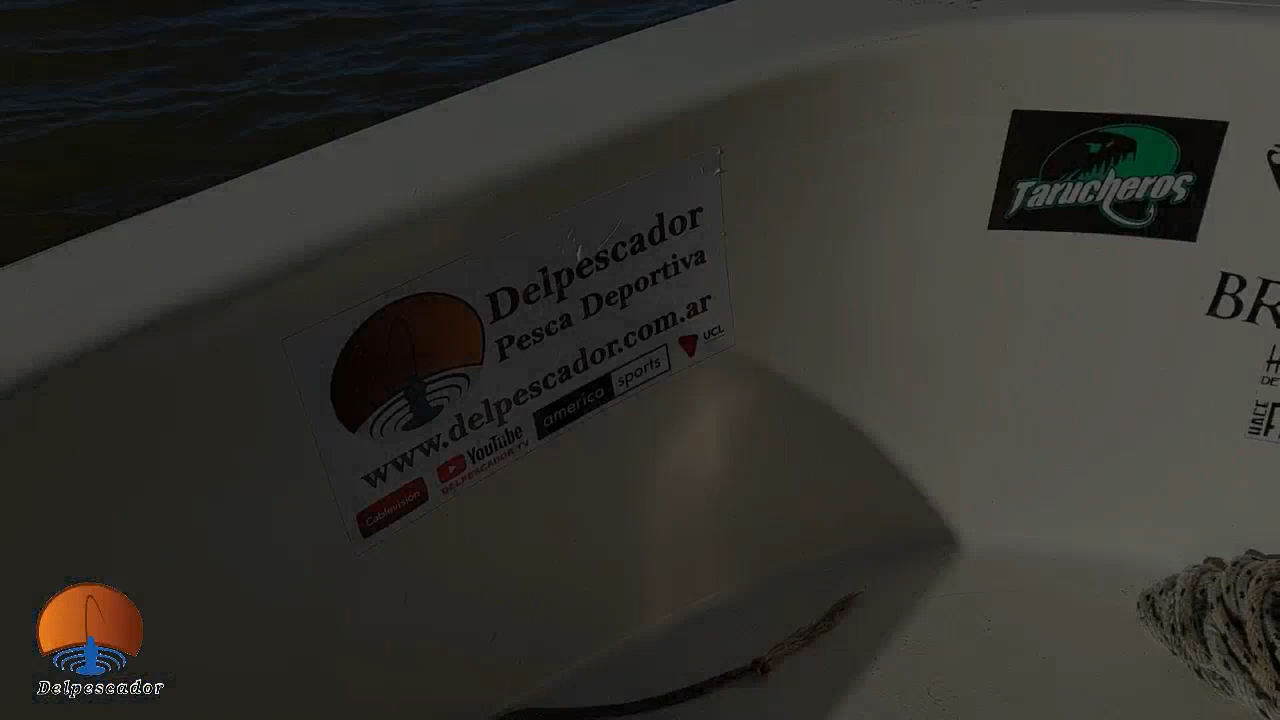 Delpescador
Pesca Deportiva
www.delpescador.com.ar
Cablevisión
YouTube
DELPESCADOR TV
america sports
UCL
Tarucheros
BR
Delpescador